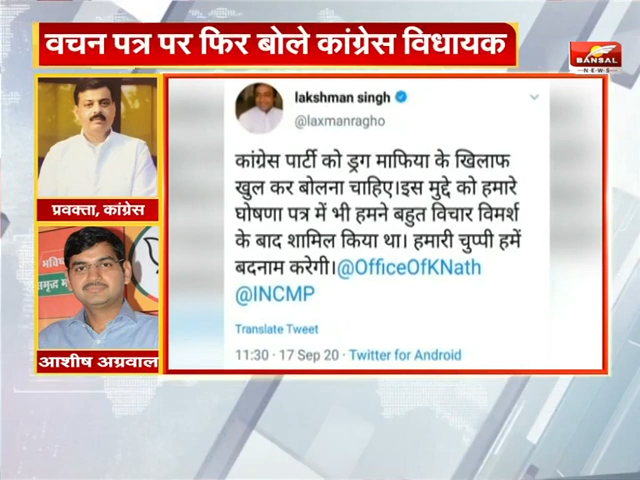 वचन पत्र पर फिर बोले कांग्रेस विधायक
BANSAL
NEWS
प्रवक्ता, कांग्रेस
आशीष अग्रवाल
lakshman singh
@laxmanragho
कांग्रेस पार्टी को ड्रग माफिया के खिलाफ
खुल कर बोलना चाहिए।इस मुद्दे को हमारे
घोषणा पत्र में भी हमने बहुत विचार विमर्श
के बाद शामिल किया था। हमारी चुप्पी हमें
बदनाम करेगी।@OfficeOfKNath
@INCMP
Translate Tweet
11:30 · 17 Sep 20 · Twitter for Android